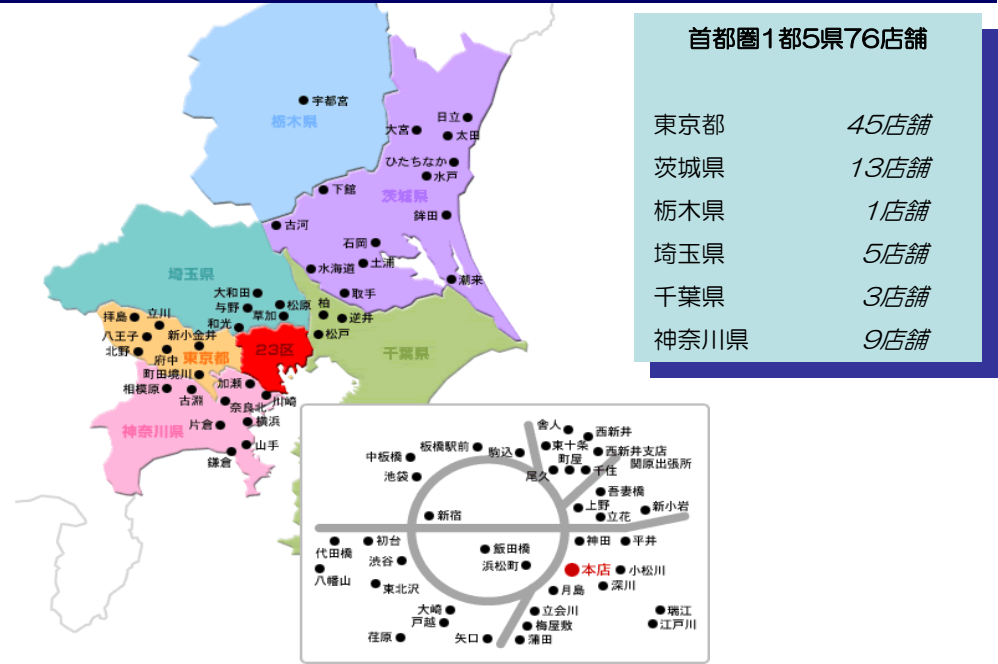 首都圏1都5県76店舗
東京都 45店舗
茨城県 13店舗
栃木県 1店舗
埼玉県 5店舗
千葉県 3店舗
神奈川県 9店舗
宇都宮
栃木県
日立
大宮
太田
ひたちなか
水戸
下館
茨城県
鉾田
古河
石岡
土浦
水海道
潮来
取手
埼玉県
大和田
与野
松原
草加
和光
柏
逆井
松戸
千葉県
拝島
立川
八王子
新小金井
北野
府中
東京都
23区
町田境川
相模原
古淵
加瀬
川崎
奈良北
神奈川県
片倉
横浜
山手
鎌倉
舎人
西新井
板橋駅前
駒込
東十条
西新井支店
中板橋
町屋
関原出張所
池袋
尾久
千住
吾妻橋
新宿
上野
新小岩
立花
代田橋
初台
飯田橋
神田
平井
渋谷
浜松町
本店
小松川
八幡山
東北沢
月島
深川
大崎
立会川
瑞江
戸越
梅屋敷
江戸川
荏原
矢口
蒲田